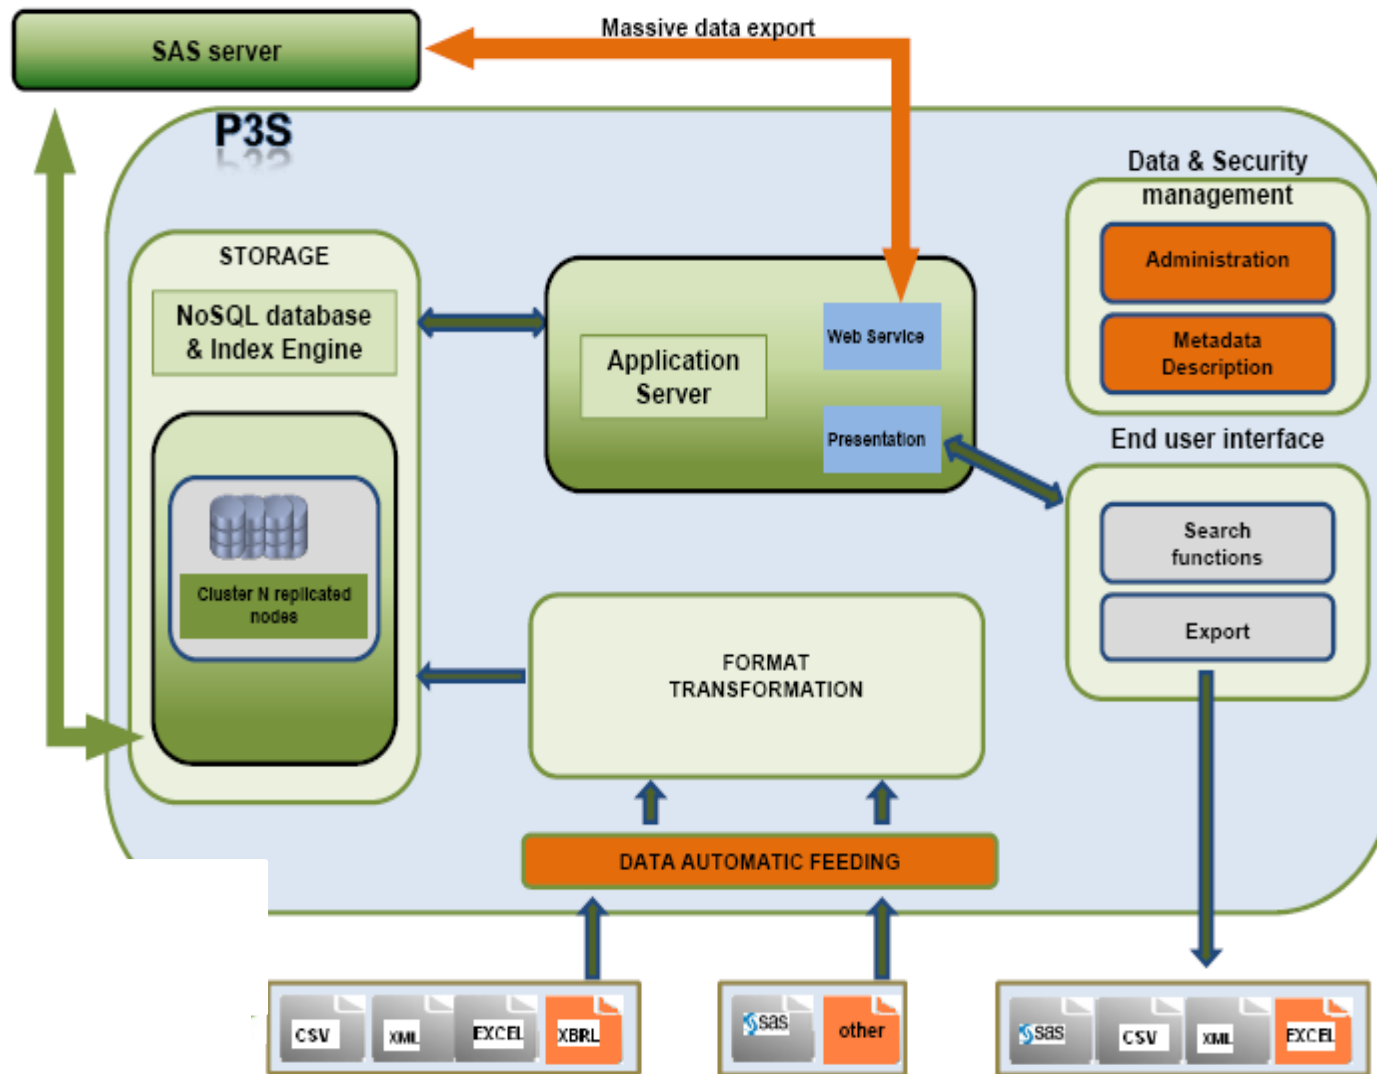 Massive data export
SAS server
P3S
Data & Security
management
Administration
Metadada
Description
STORAGE
NoSQL database
& Index Engine
Application
Server
Web Service
Presentation
End user interface
Search
functions
Export
Cluster N replicated
nodes
FORMAT
TRANSFORMATION
DATA AUTOMATIC FEEDING
CSV
XML
EXCEL
XBRL
sas
other
sas
CSV
XML
EXCEL